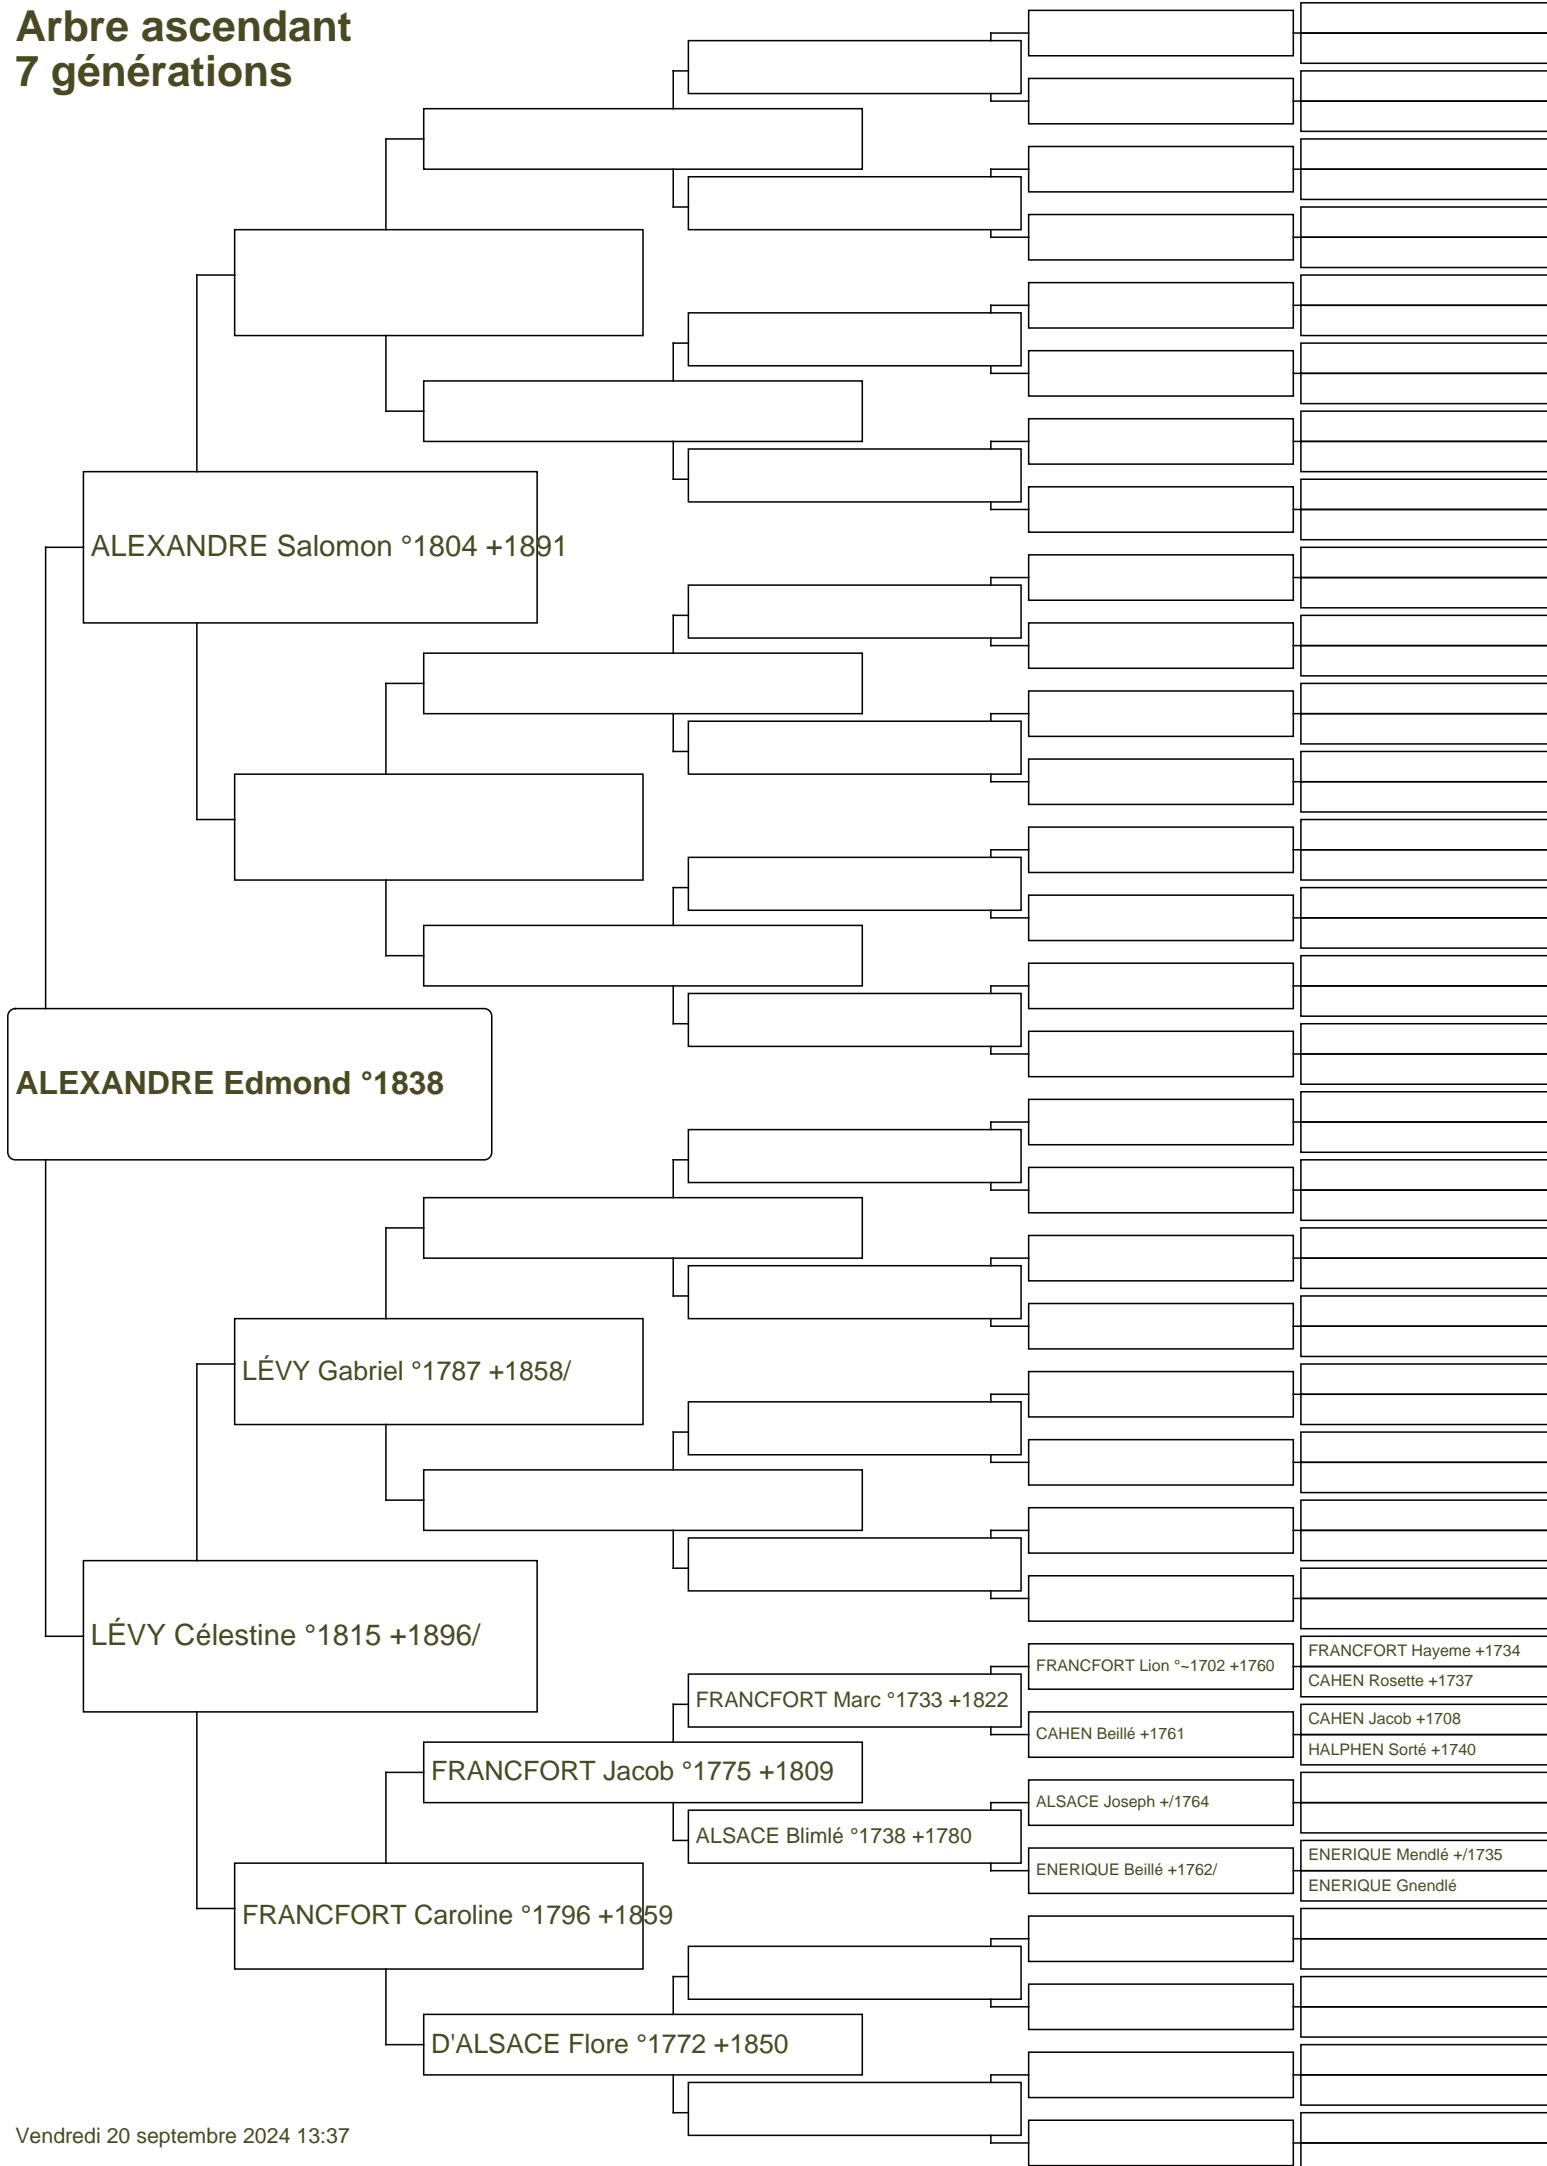 Arbre ascendant
7 générations
ALEXANDRE Salomon °1804 +1891
ALEXANDRE Edmond °1838
LÉVY Gabriel °1787 +1858/
LÉVY Célestine °1815 +1896/
FRANCFORT Hayeme +1734
FRANCFORT Lion °~1702 +1760
CAHEN Rosette +1737
FRANCFORT Marc °1733 +1822
CAHEN Jacob +1708
CAHEN Beillé +1761
HALPHEN Sorté +1740
FRANCFORT Jacob °1775 +1809
ALSACE Joseph +/1764
ALSACE Blimlé °1738 +1780
ENERIQUE Mendlé +/1735
ENERIQUE Beillé +1762/
ENERIQUE Gnendlé
FRANCFORT Caroline °1796 +1859
D'ALSACE Flore °1772 +1850
Vendredi 20 septembre 2024 13:37